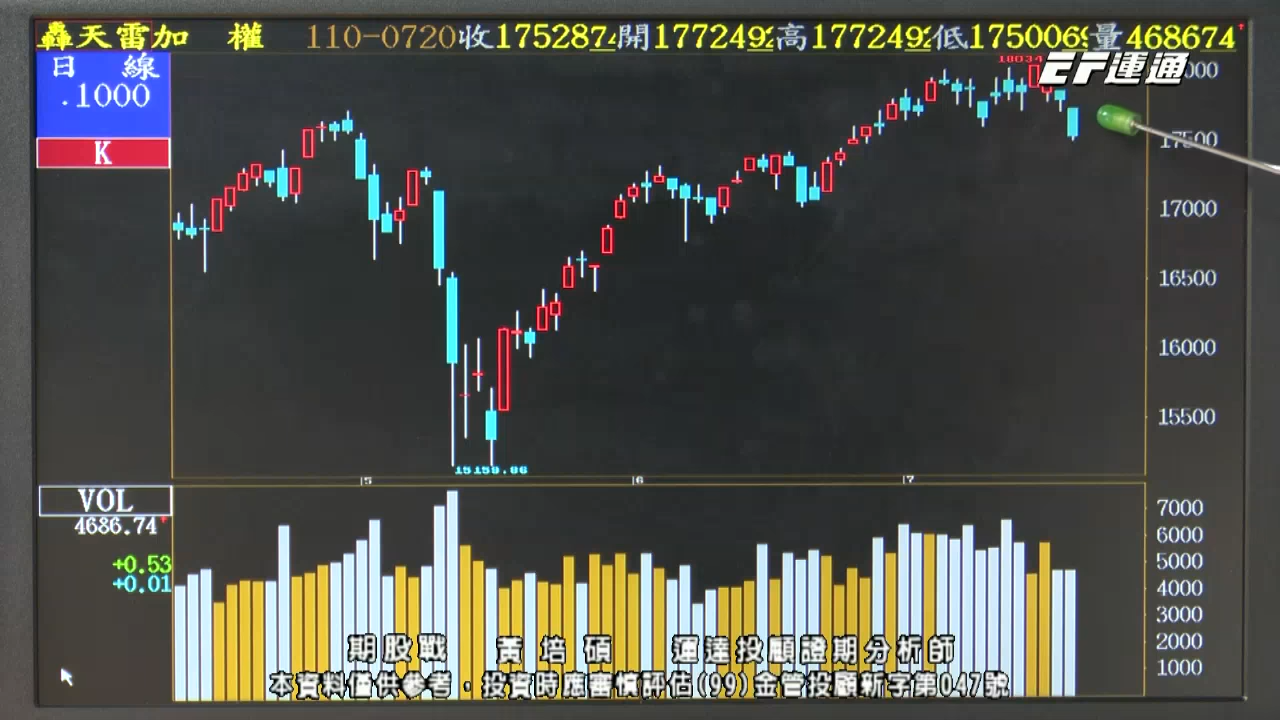 轟天雷加 權 110-0720收1752874開1772492高1772492低1750069量468674
日 線
.1000
K
18034
EF運通
17500
17000
16500
16000
15500
15159.86
5 6 7
VOL
4686.74
+0.53
+0.01
7000
6000
5000
4000
3000
2000
1000
期股戰 黃培碩 運達投顧證期分析師
本資料僅供參考，投資時應審慎評估(99)金管投顧新字第047號